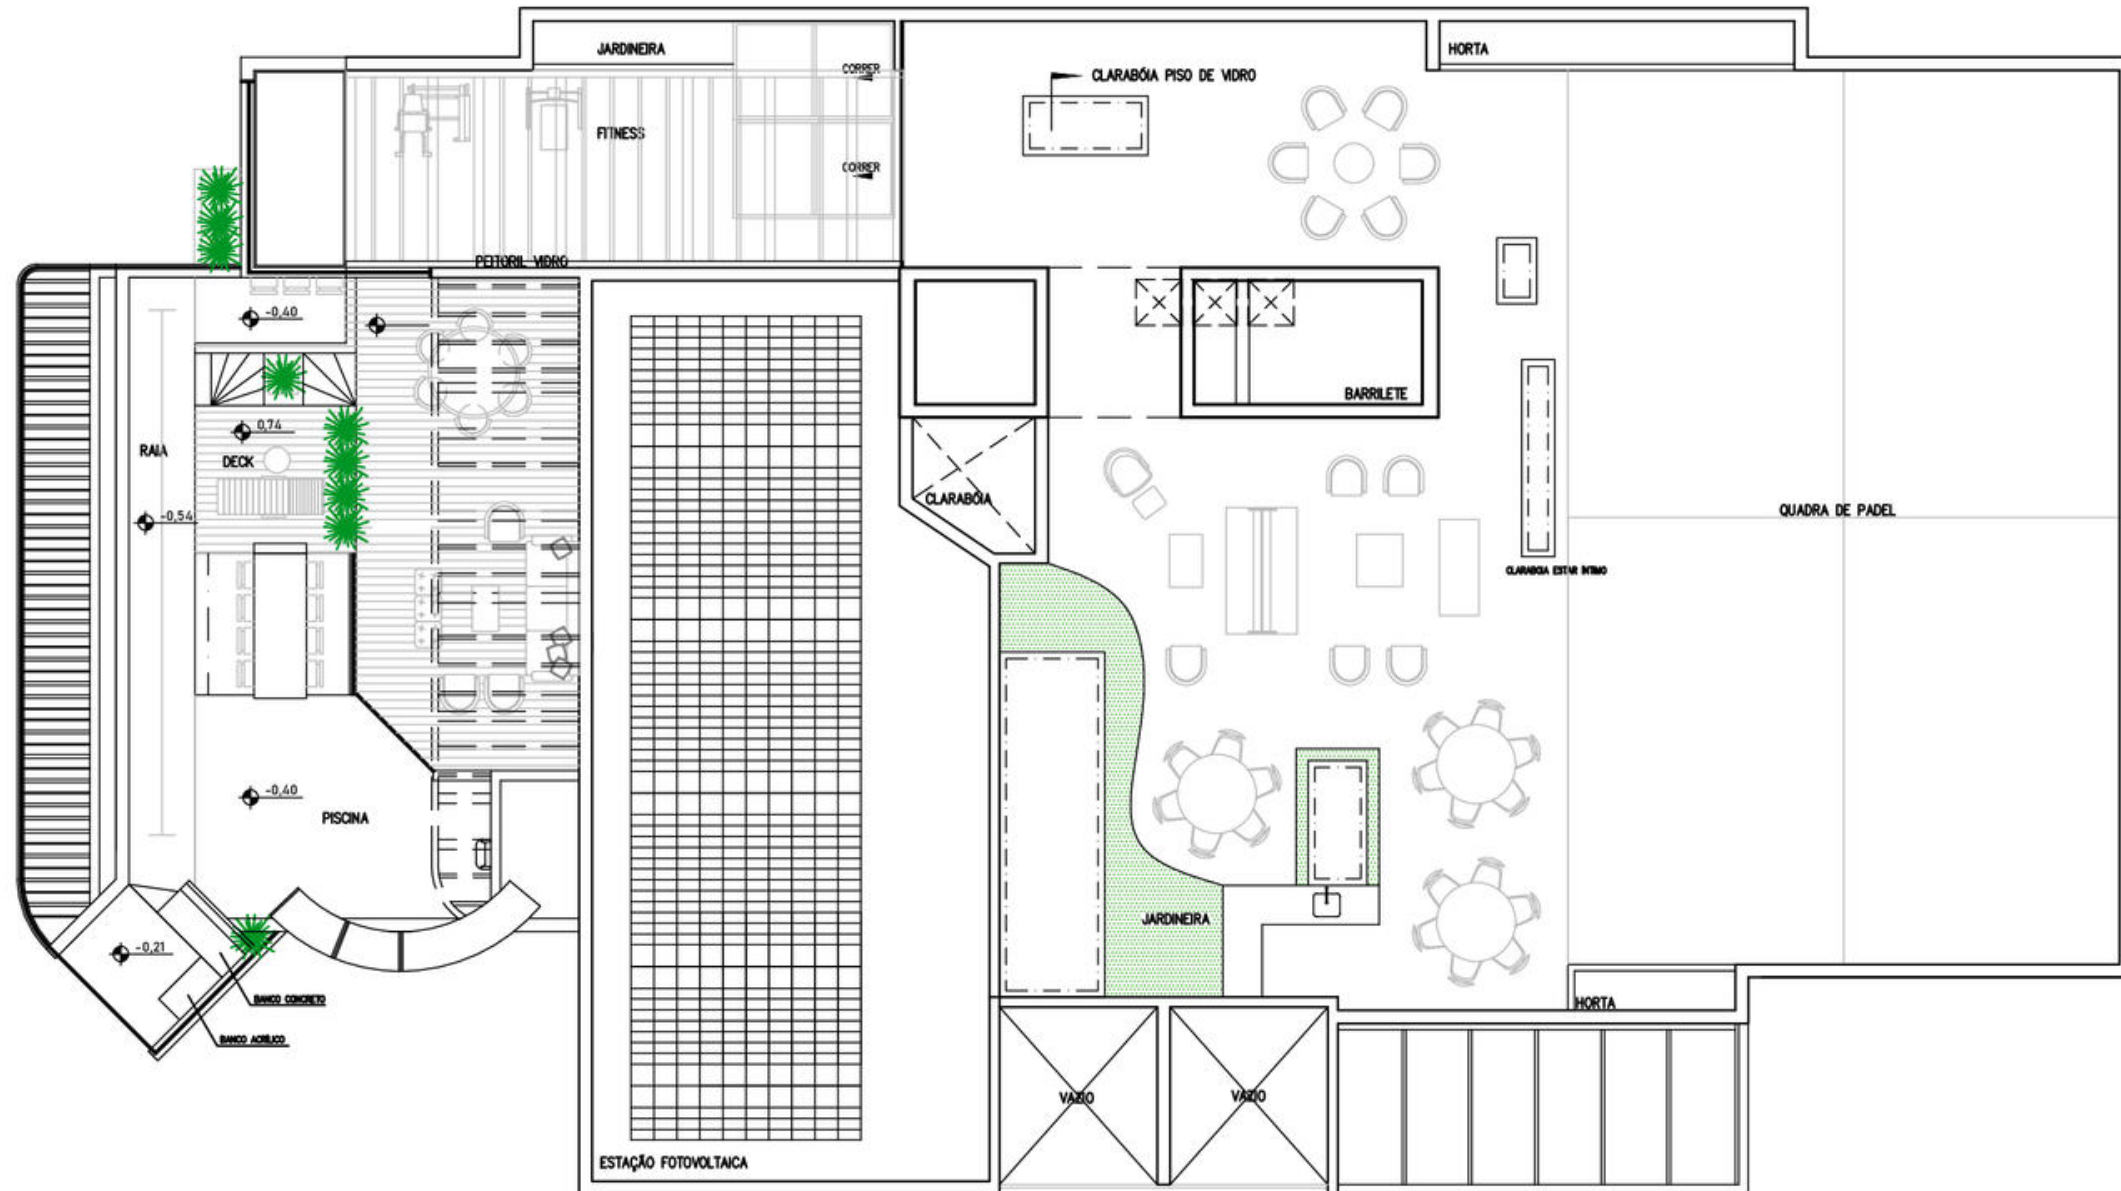 JARDINEIRA
HORTA
CORRER
CLARABÓIA PISO DE VIDRO
FITNESS
CORRER
PEITORIL VIDRO
-0,40
BARRILETE
0,74
RAIA
DECK
CLARABÓIA
-0,54
QUADRA DE PADEL
CLARABOIA ESTAR ÍNTIMO
-0,40
PISCINA
JARDINEIRA
-0,21
BANCO CONCRETO
HORTA
BANCO ACRÍLICO
VAZIO
VAZIO
ESTAÇÃO FOTOVOLTAICA